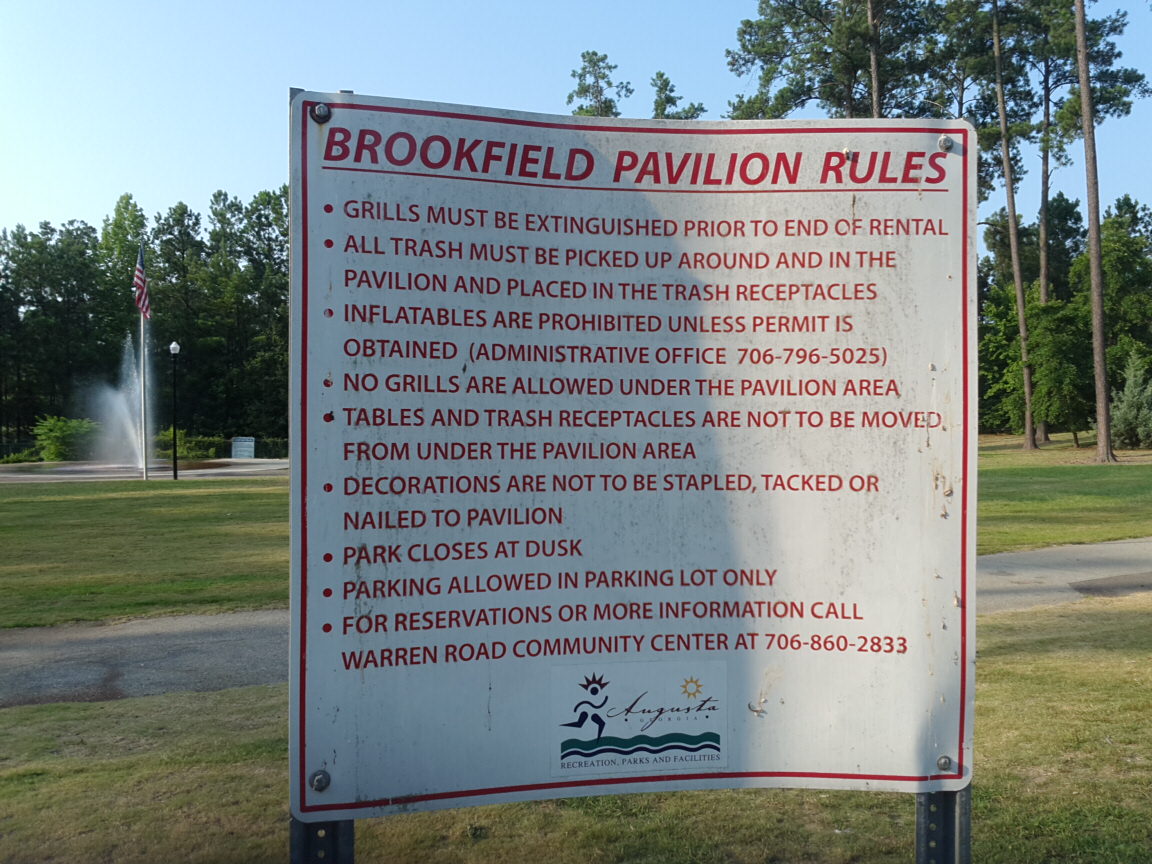 BROOKFIELD PAVILION RULES
• GRILLS MUST BE EXTINGUISHED PRIOR TO END OF RENTAL
• ALL TRASH MUST BE PICKED UP AROUND AND IN THE
PAVILION AND PLACED IN THE TRASH RECEPTACLES
• INFLATABLES ARE PROHIBITED UNLESS PERMIT IS
OBTAINED (ADMINISTRATIVE OFFICE 706-796-5025)
• NO GRILLS ARE ALLOWED UNDER THE PAVILION AREA
• TABLES AND TRASH RECEPTACLES ARE NOT TO BE MOVED
FROM UNDER THE PAVILION AREA
• DECORATIONS ARE NOT TO BE STAPLED, TACKED OR
NAILED TO PAVILION
• PARK CLOSES AT DUSK
• PARKING ALLOWED IN PARKING LOT ONLY
• FOR RESERVATIONS OR MORE INFORMATION CALL
WARREN ROAD COMMUNITY CENTER AT 706-860-2833
Augusta
GEORGIA
RECREATION, PARKS AND FACILITIES